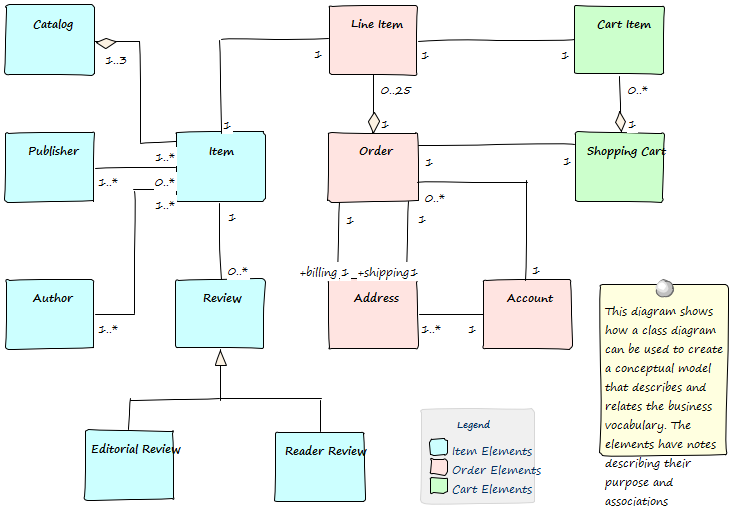 Catalog
Line Item
Cart Item
1..3
1
1
1
0..25
0..*
1
1
1
Publisher
Item
Order
Shopping Cart
1..*
1..*
0..*
1..*
1
1
0..*
1
1
1
0..*
+billing 1
+shipping 1
1
Author
Review
Address
Account
1..*
1..*
1
This diagram shows
how a class diagram
can be used to create
a conceptual model
that describes and
relates the business
vocabulary. The
elements have notes
describing their
purpose and
associations
Editorial Review
Reader Review
Legend
Item Elements
Order Elements
Cart Elements